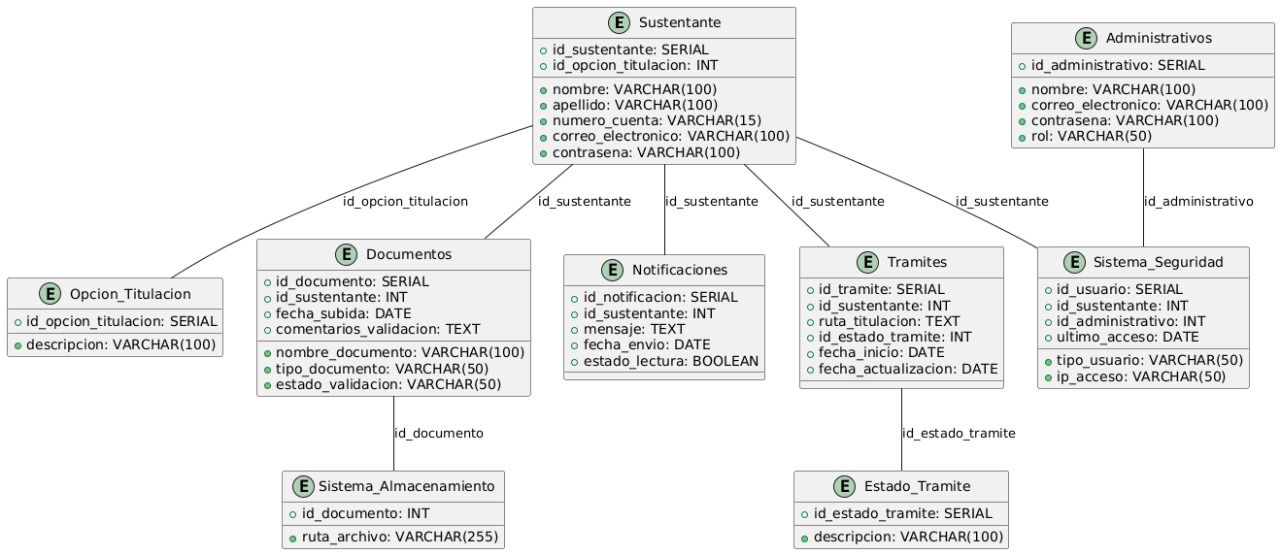 E Sustentante
id_sustentante: SERIAL
id_opcion_titulacion: INT
nombre: VARCHAR(100)
apellido: VARCHAR(100)
numero_cuenta: VARCHAR(15)
correo_electronico: VARCHAR(100)
contrasena: VARCHAR(100)
E Administrativos
id_administrativo: SERIAL
nombre: VARCHAR(100)
correo_electronico: VARCHAR(100)
contrasena: VARCHAR(100)
rol: VARCHAR(50)
id_opcion_titulacion
id_sustentante
id_sustentante
id_sustentante
id_sustentante
id_administrativo
E Opcion_Titulacion
id_opcion_titulacion: SERIAL
descripcion: VARCHAR(100)
E Documentos
id_documento: SERIAL
id_sustentante: INT
fecha_subida: DATE
comentarios_validacion: TEXT
nombre_documento: VARCHAR(100)
tipo_documento: VARCHAR(50)
estado_validacion: VARCHAR(50)
E Notificaciones
id_notificacion: SERIAL
id_sustentante: INT
mensaje: TEXT
fecha_envio: DATE
estado_lectura: BOOLEAN
E Tramites
id_tramite: SERIAL
id_sustentante: INT
ruta_titulacion: TEXT
id_estado_tramite: INT
fecha_inicio: DATE
fecha_actualizacion: DATE
E Sistema_Seguridad
id_usuario: SERIAL
id_sustentante: INT
id_administrativo: INT
ultimo_acceso: DATE
tipo_usuario: VARCHAR(50)
ip_acceso: VARCHAR(50)
id_documento
id_estado_tramite
E Sistema_Almacenamiento
id_documento: INT
ruta_archivo: VARCHAR(255)
E Estado_Tramite
id_estado_tramite: SERIAL
descripcion: VARCHAR(100)